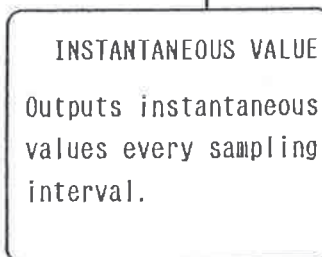 INSTANTANEOUS VALUE
Outputs instantaneous
values every sampling
interval.